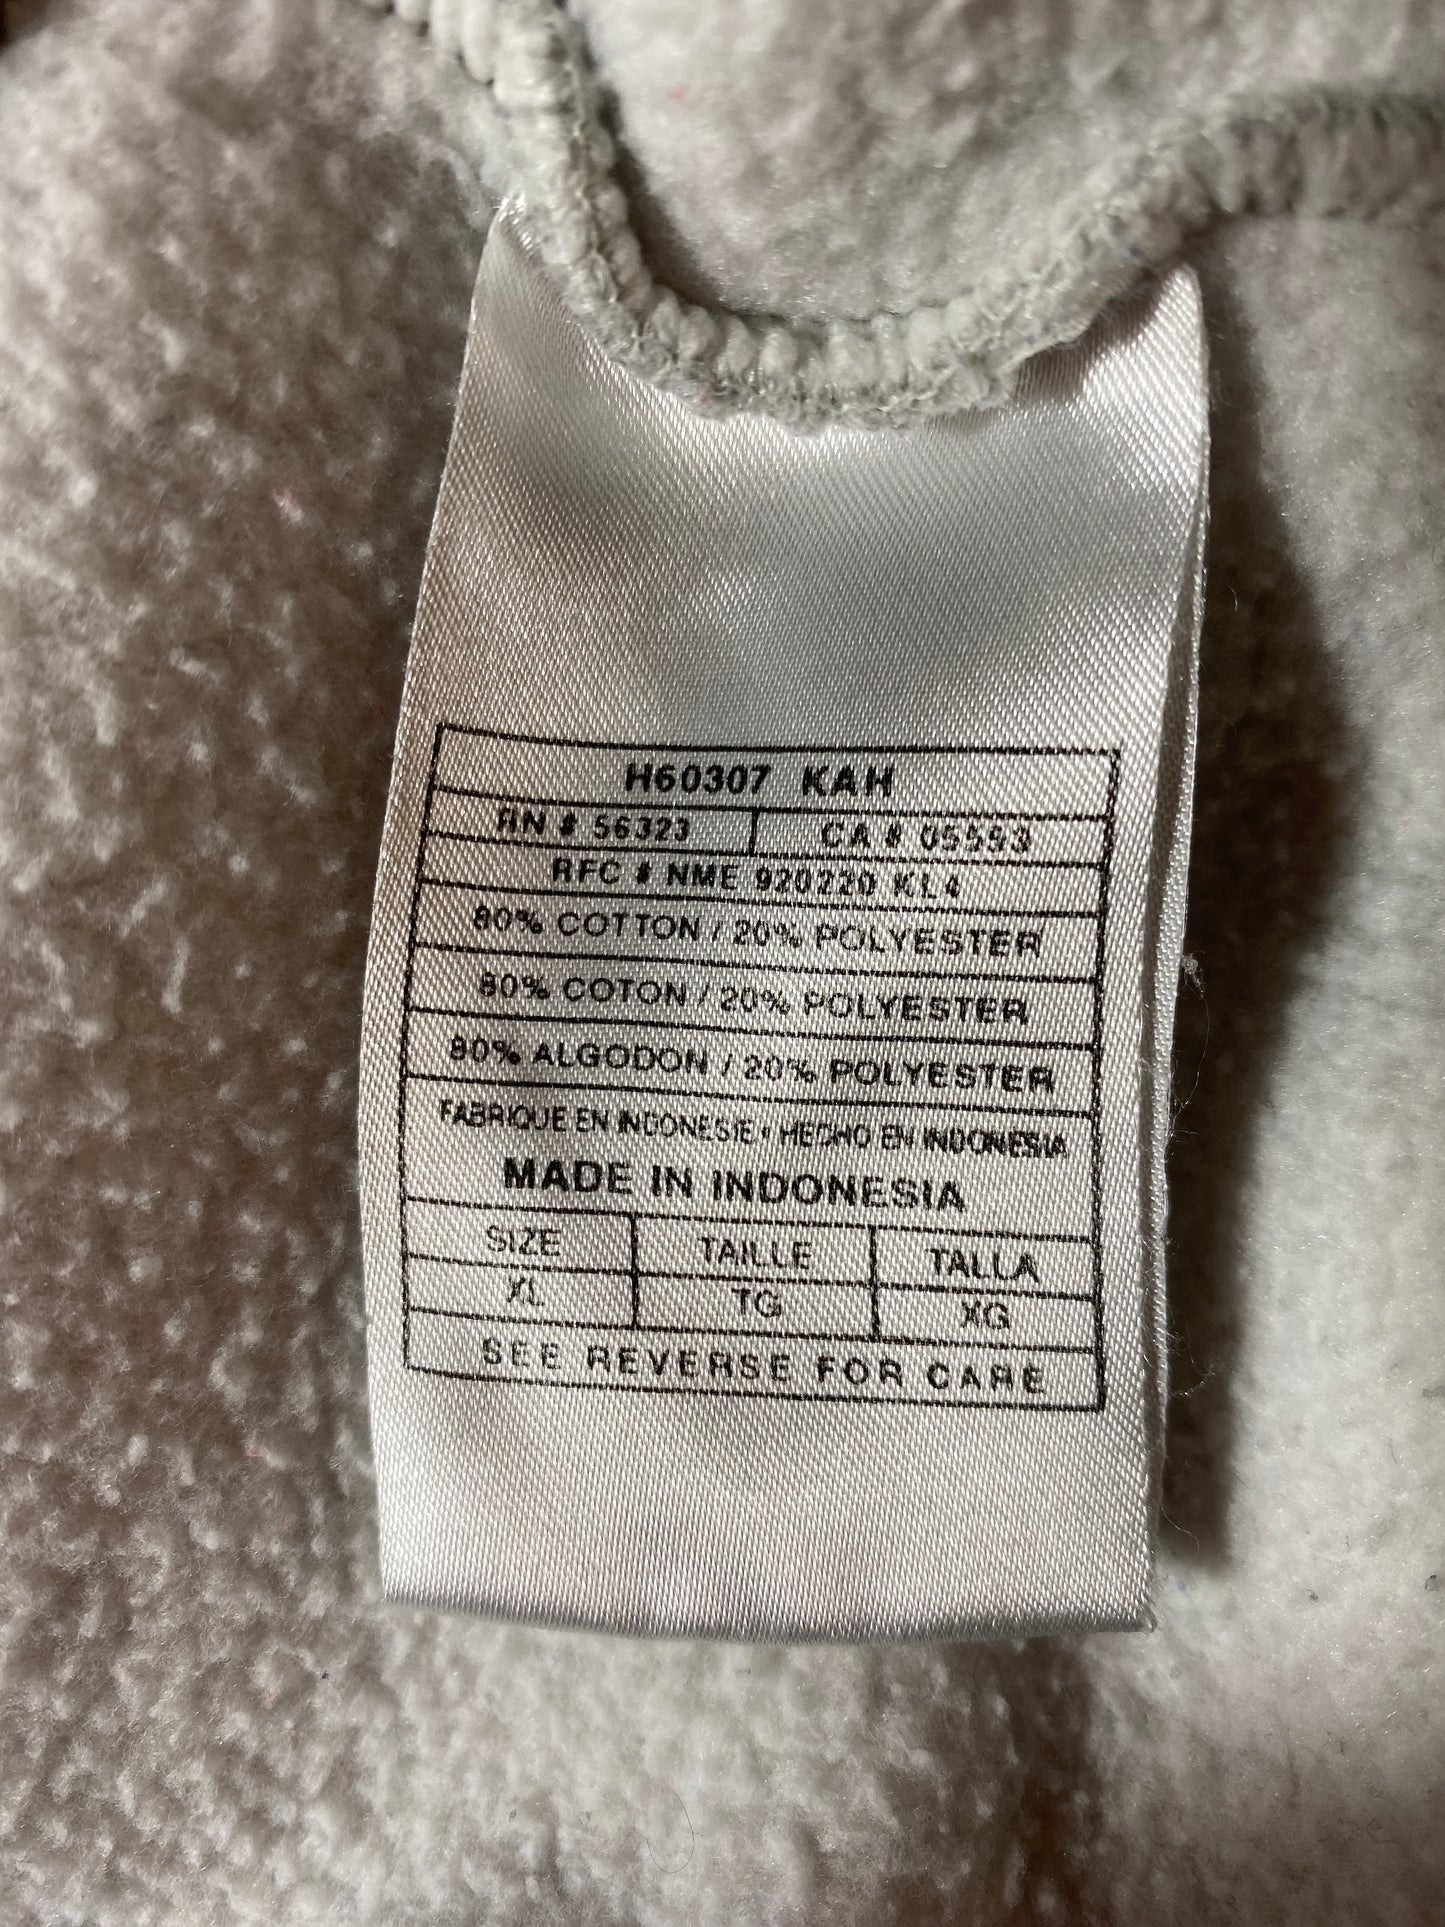 H60307 KAH
RN # 56323 CA # 05553
RFC # NME 920220 KL4
80% COTTON / 20% POLYESTER
80% COTON / 20% POLYESTER
80% ALGODON / 20% POLYESTER
FABRIQUE EN INDONESIE • HECHO EN INDONESIA
MADE IN INDONESIA
SIZE TAILLE TALLA
XL TG XG
SEE REVERSE FOR CARE